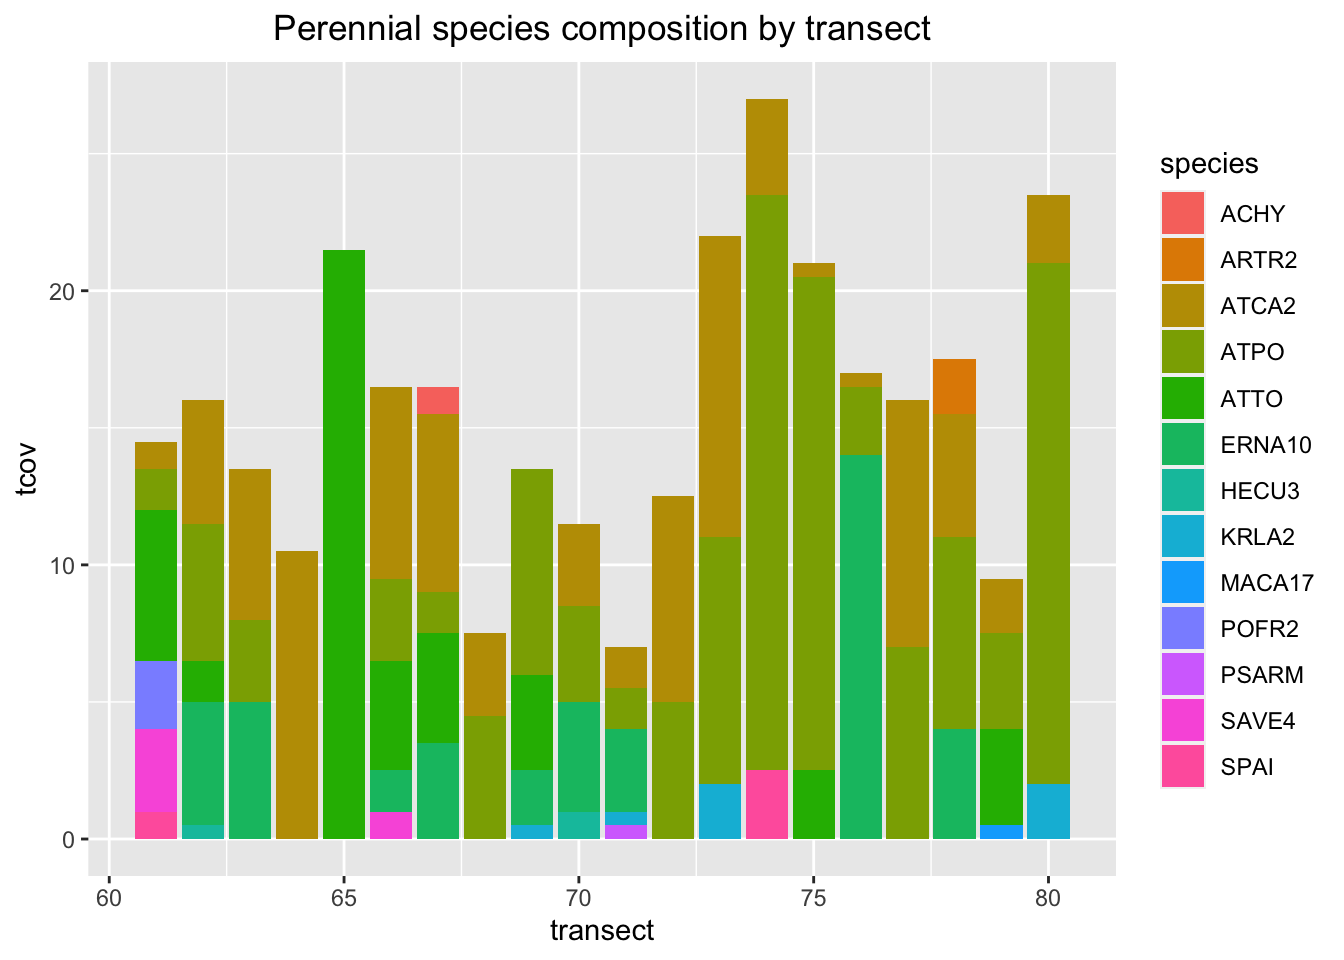 Perennial species composition by transect
tcov
20
10
0
60 65 70 75 80
transect
species
ACHY
ARTR2
ATCA2
ATPO
ATTO
ERNA10
HECU3
KRLA2
MACA17
POFR2
PSARM
SAVE4
SPAI